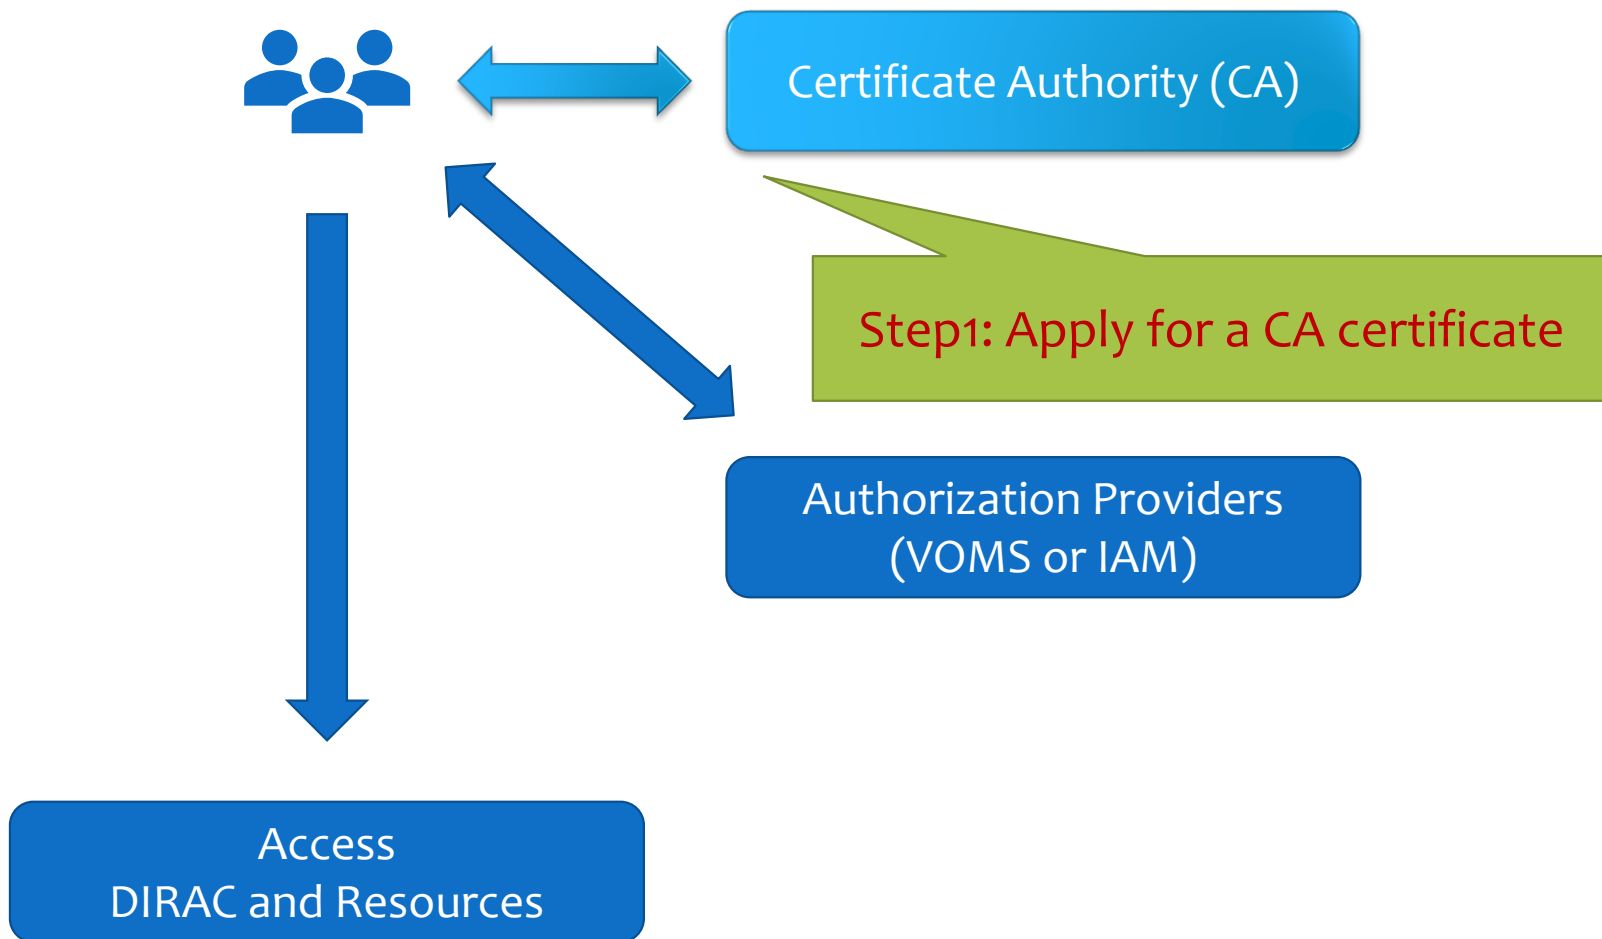 Certificate Authority (CA)
Step1: Apply for a CA certificate
Authorization Providers
(VOMS or IAM)
Access
DIRAC and Resources